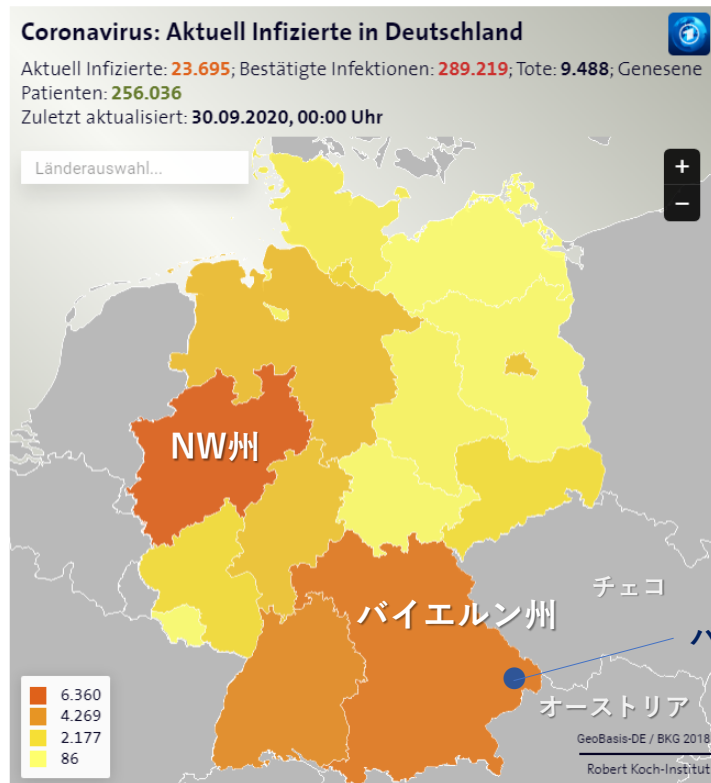 Coronavirus: Aktuell Infizierte in Deutschland
Aktuell Infizierte: 23.695; Bestätigte Infektionen: 289.219; Tote: 9.488; Genesene
Patienten: 256.036
Zuletzt aktualisiert: 30.09.2020, 00:00 Uhr
Länderauswahl...
+
−
NW州
チェコ
バイエルン州
オーストリア
6.360
4.269
2.177
86
GeoBasis-DE / BKG 2018
Robert Koch-Institut